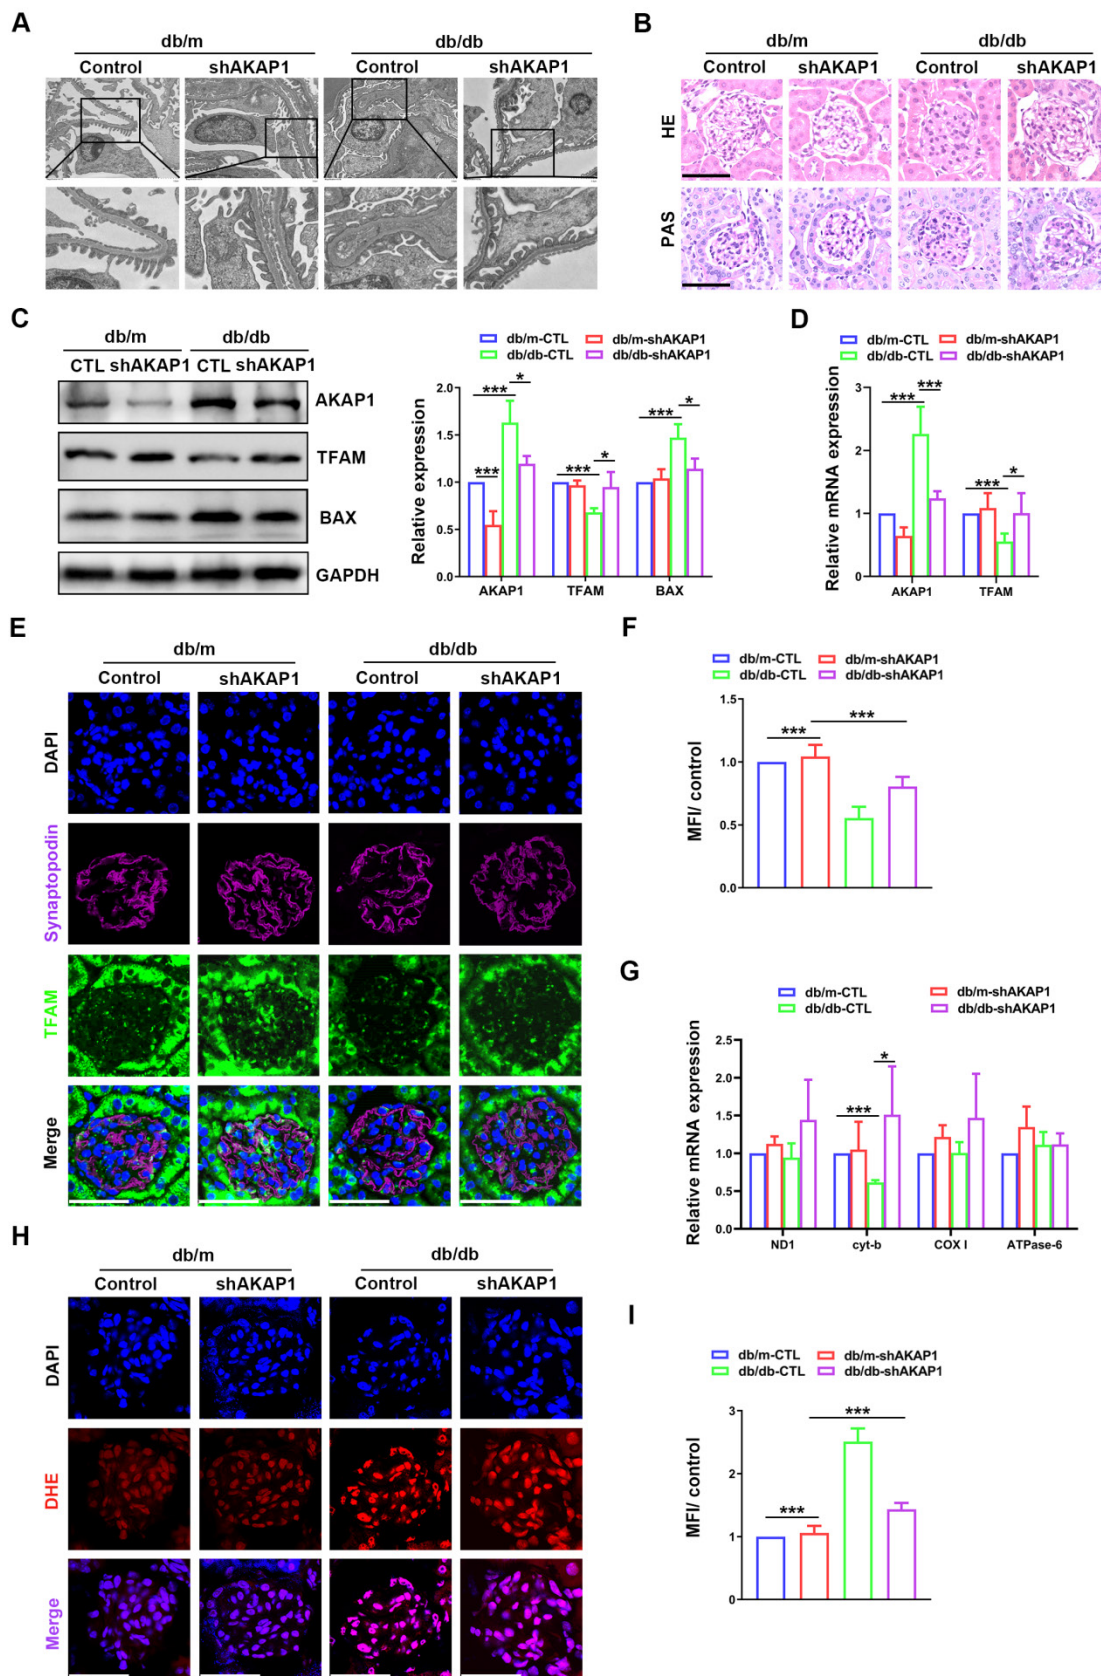 A
db/m db/db
Control shAKAP1 Control shAKAP1
B
db/m db/db
Control shAKAP1 Control shAKAP1
HE
PAS
C
db/m db/db
CTL shAKAP1 CTL shAKAP1
AKAP1
TFAM
BAX
GAPDH
db/m-CTL db/m-shAKAP1
db/db-CTL db/db-shAKAP1
Relative expression
2.0
1.5
1.0
0.5
0.0
*** * *** * *** * ***
AKAP1 TFAM BAX
D
db/m-CTL db/m-shAKAP1
db/db-CTL db/db-shAKAP1
Relative mRNA expression
3
2
1
0
*** *** *** *
AKAP1 TFAM
E
db/m db/db
Control shAKAP1 Control shAKAP1
DAPI
Synaptopodin
TFAM
Merge
F
db/m-CTL db/m-shAKAP1
db/db-CTL db/db-shAKAP1
MFI/ control
1.5
1.0
0.5
0.0
*** ***
G
db/m-CTL db/m-shAKAP1
db/db-CTL db/db-shAKAP1
Relative mRNA expression
2.5
2.0
1.5
1.0
0.5
0.0
*** *
ND1 cyt-b COX I ATPase-6
H
db/m db/db
Control shAKAP1 Control shAKAP1
DAPI
DHE
Merge
I
db/m-CTL db/m-shAKAP1
db/db-CTL db/db-shAKAP1
MFI/ control
3
2
1
0
*** ***